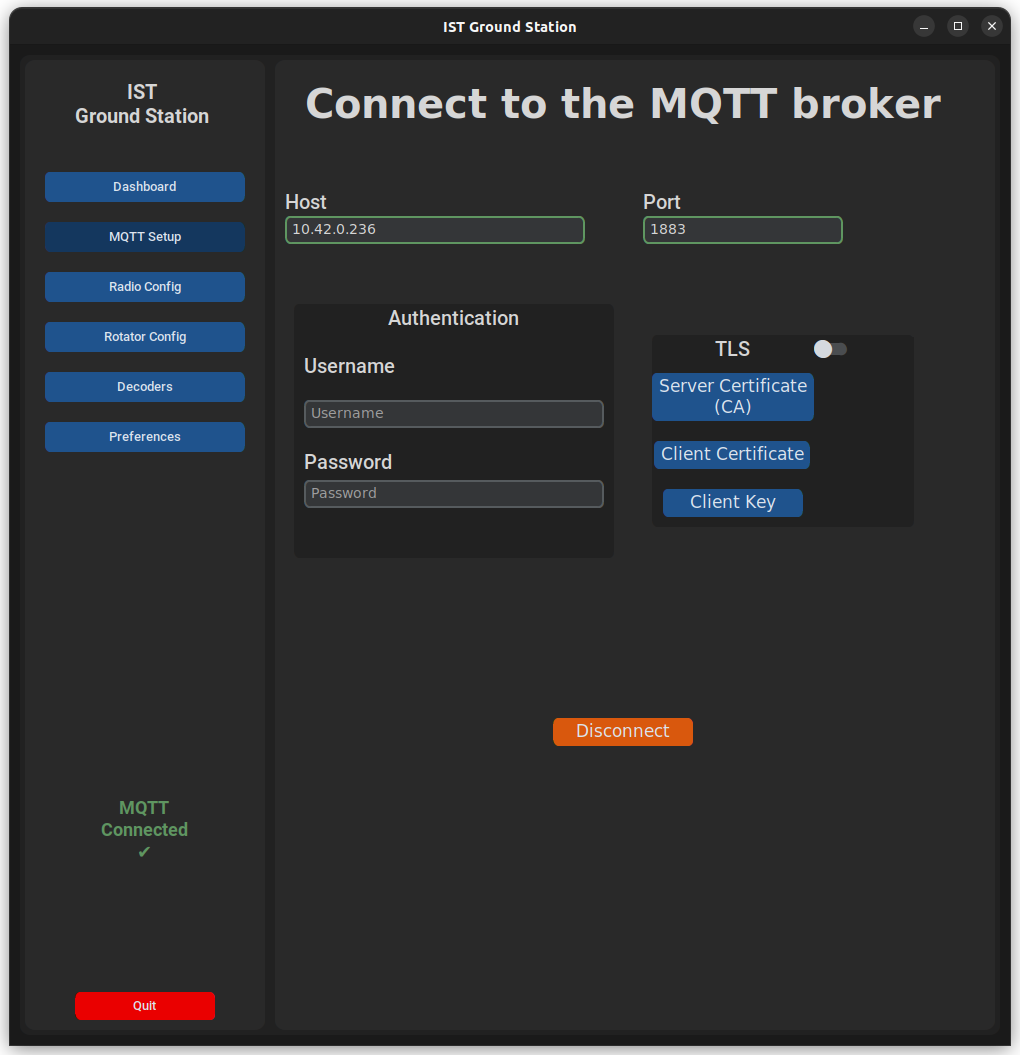 IST Ground Station
IST
Ground Station
Dashboard
MQTT Setup
Radio Config
Rotator Config
Decoders
Preferences
MQTT
Connected
✔
Quit
Connect to the MQTT broker
Host
Port
10.42.0.236
1883
Authentication
Username
Username
Password
Password
TLS
Server Certificate
(CA)
Client Certificate
Client Key
Disconnect